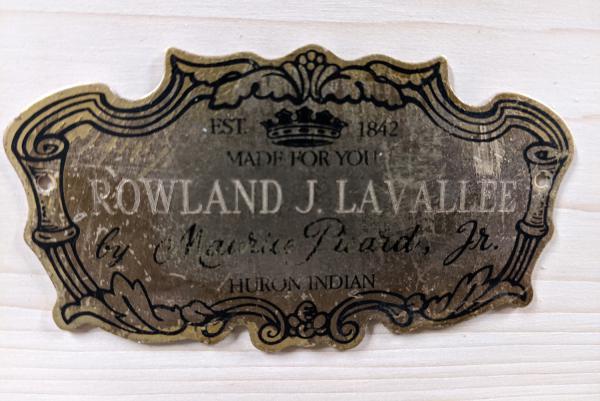 EST. 1842
MADE FOR YOU
ROWLAND J. LAVALLEE
by Maurice Picard, Jr.
HURON INDIAN